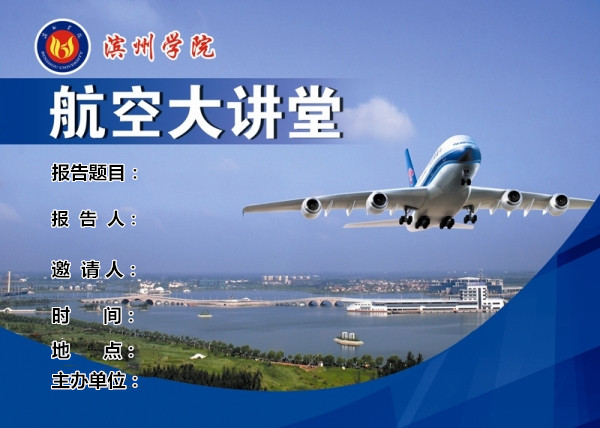 滨州学院
航空大讲堂
报告题目：
报 告 人：
邀 请 人：
时 间：
地 点：
主办单位：